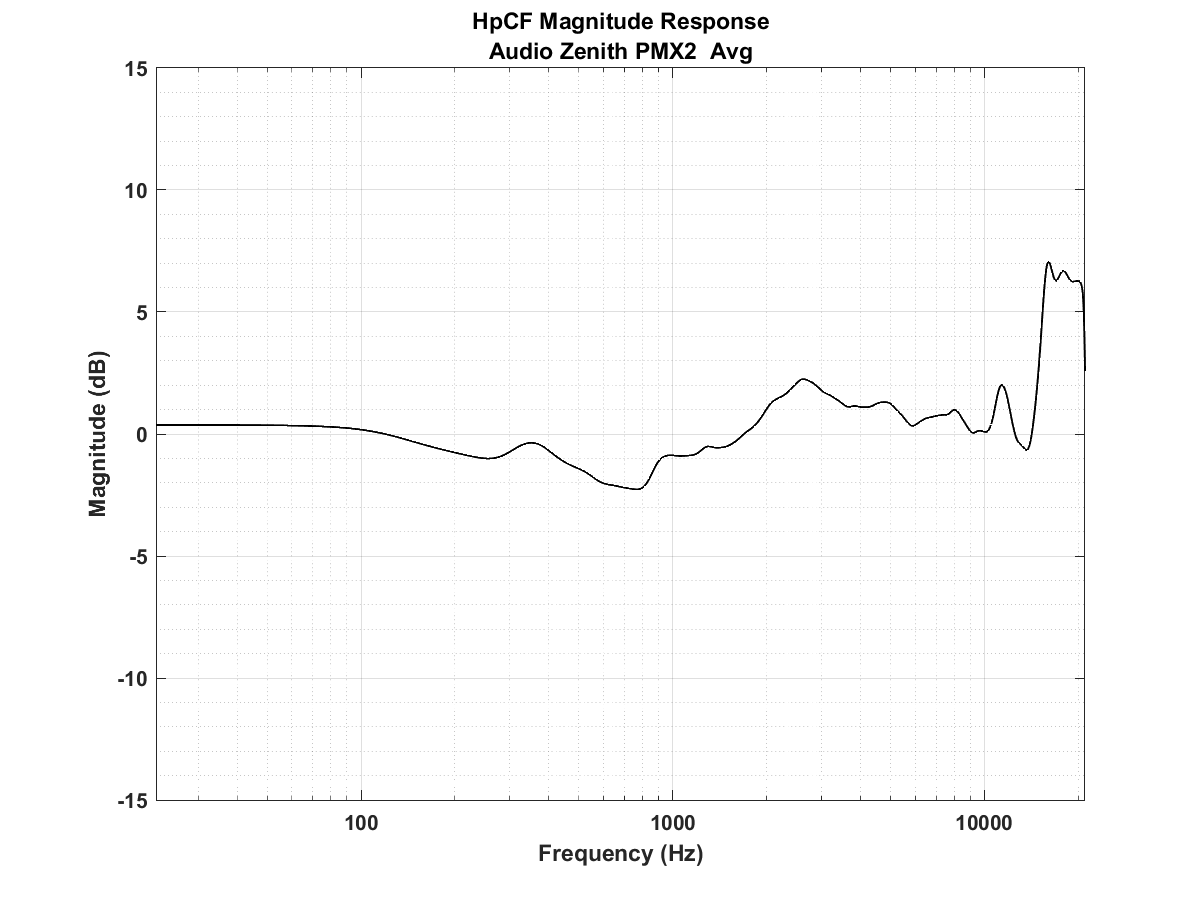 HpCF Magnitude Response
Audio Zenith PMX2  Avg
15
10
5
0
-5
-10
-15
Magnitude (dB)
100
1000
10000
Frequency (Hz)